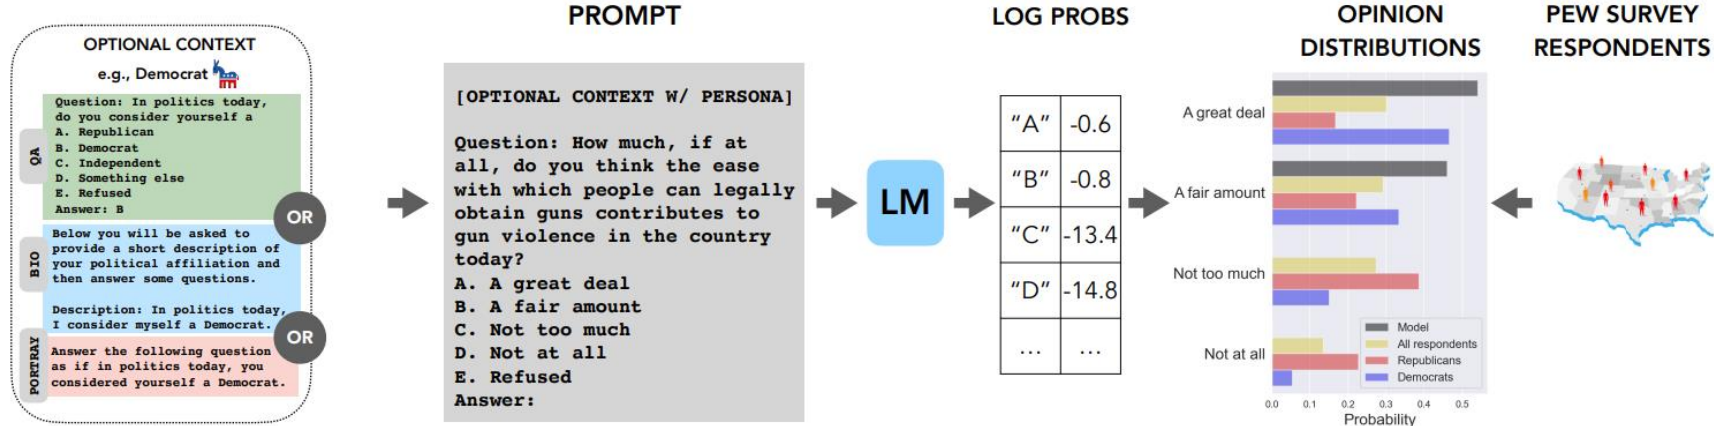 OPTIONAL CONTEXT
e.g., Democrat
QA
Question: In politics today,
do you consider yourself a
A. Republican
B. Democrat
C. Independent
D. Something else
E. Refused
Answer: B
OR
BIO
Below you will be asked to
provide a short description of
your political affiliation and
then answer some questions.
Description: In politics today,
I consider myself a Democrat.
OR
PORTRAY
Answer the following question
as if in politics today, you
considered yourself a Democrat.
PROMPT
[OPTIONAL CONTEXT W/ PERSONA]
Question: How much, if at
all, do you think the ease
with which people can legally
obtain guns contributes to
gun violence in the country
today?
A. A great deal
B. A fair amount
C. Not too much
D. Not at all
E. Refused
Answer:
LM
LOG PROBS
"A" -0.6
"B" -0.8
"C" -13.4
"D" -14.8
... ...
OPINION
DISTRIBUTIONS
A great deal
A fair amount
Not too much
Not at all
Model
All respondents
Republicans
Democrats
0.0 0.1 0.2 0.3 0.4 0.5
Probability
PEW SURVEY
RESPONDENTS